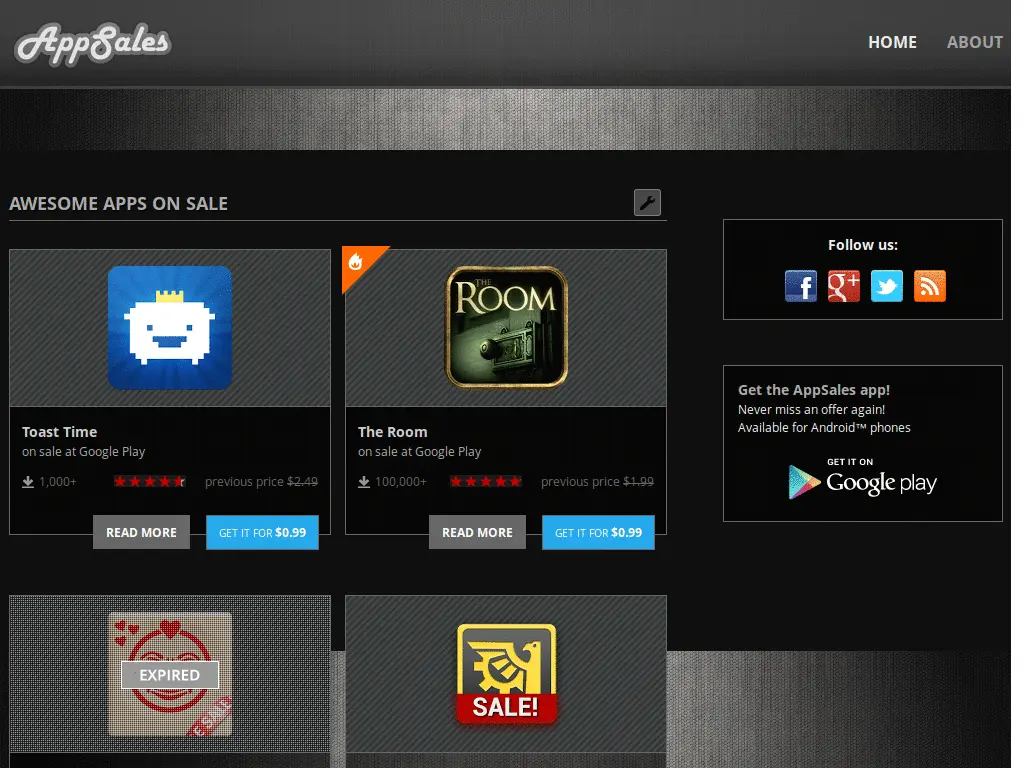 AppSales
HOME
ABOUT
AWESOME APPS ON SALE
THE
ROOM
Toast Time
on sale at Google Play
1,000+
previous price $2.49
READ MORE
GET IT FOR $0.99
The Room
on sale at Google Play
100,000+
previous price $1.99
READ MORE
GET IT FOR $0.99
EXPIRED
SALE!
Follow us:
f
g+
Get the AppSales app!
Never miss an offer again!
Available for Android™ phones
GET IT ON
Google play